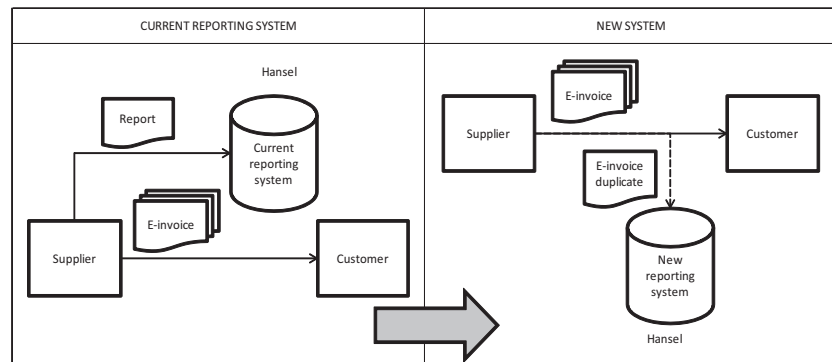 CURRENT REPORTING SYSTEM
Hansel
Report
Current
reporting
system
E-invoice
Supplier
Customer
NEW SYSTEM
E-invoice
Supplier
Customer
E-invoice
duplicate
New
reporting
system
Hansel